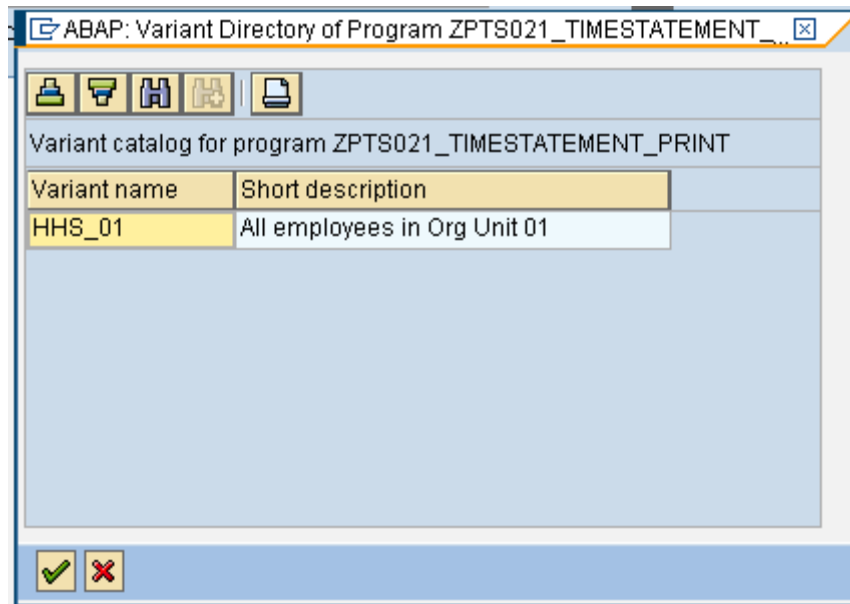 ABAP: Variant Directory of Program ZPTS021_TIMESTATEMENT_...
Variant catalog for program ZPTS021_TIMESTATEMENT_PRINT
Variant name Short description
HHS_01 All employees in Org Unit 01